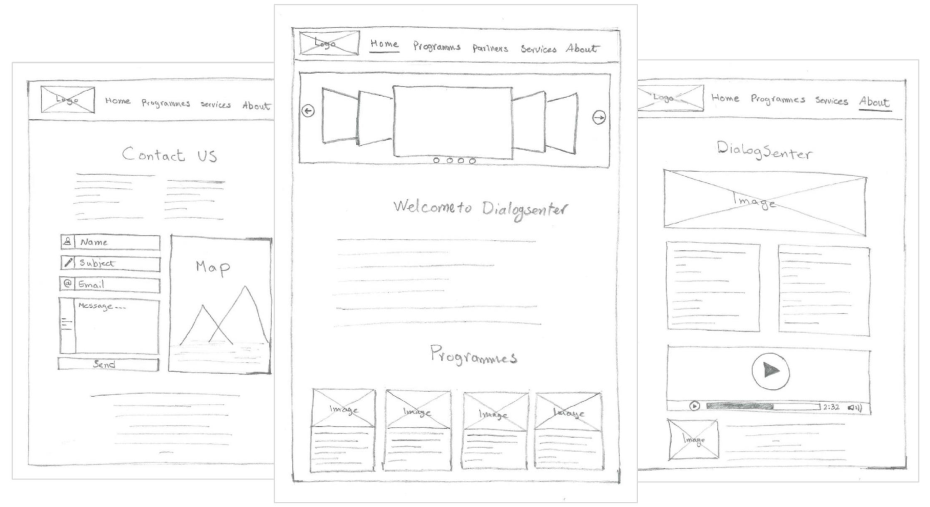 Logo
Home Programmes Services About
Contact US
Name
Subject
@ Email
Message---
Send
Map
Logo
Home Programms Partners Services About
Welcome to Dialogsenter
Programmes
Image Image Image Image
Logo
Home Programmes Services About
DialogSenter
Image
2:32
Image